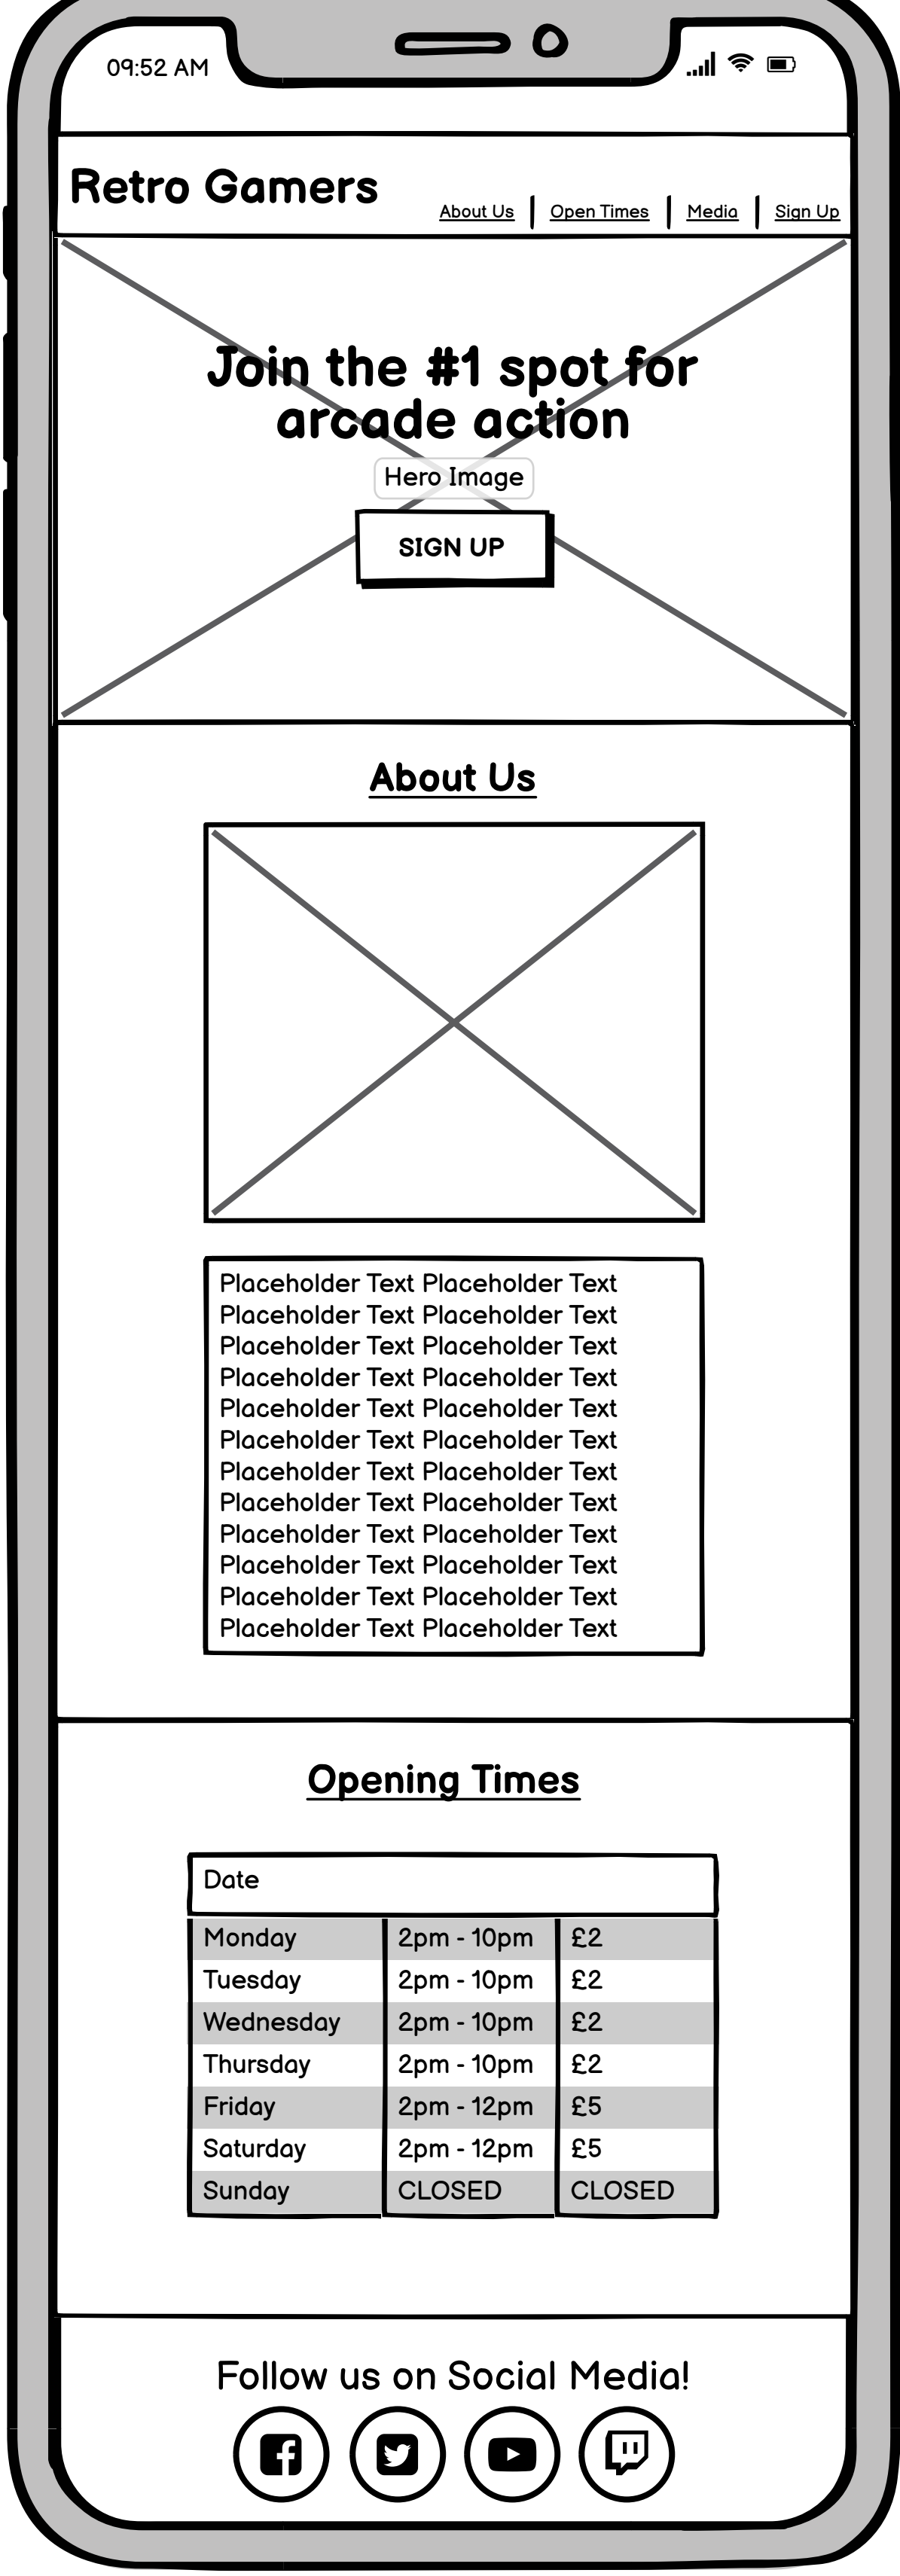 09:52 AM
Retro Gamers
About Us
Open Times
Media
Sign Up
Join the #1 spot for
arcade action
Hero Image
SIGN UP
About Us
Placeholder Text Placeholder Text
Placeholder Text Placeholder Text
Placeholder Text Placeholder Text
Placeholder Text Placeholder Text
Placeholder Text Placeholder Text
Placeholder Text Placeholder Text
Placeholder Text Placeholder Text
Placeholder Text Placeholder Text
Placeholder Text Placeholder Text
Placeholder Text Placeholder Text
Placeholder Text Placeholder Text
Placeholder Text Placeholder Text
Opening Times
Date
Monday 2pm - 10pm £2
Tuesday 2pm - 10pm £2
Wednesday 2pm - 10pm £2
Thursday 2pm - 10pm £2
Friday 2pm - 12pm £5
Saturday 2pm - 12pm £5
Sunday CLOSED CLOSED
Follow us on Social Media!